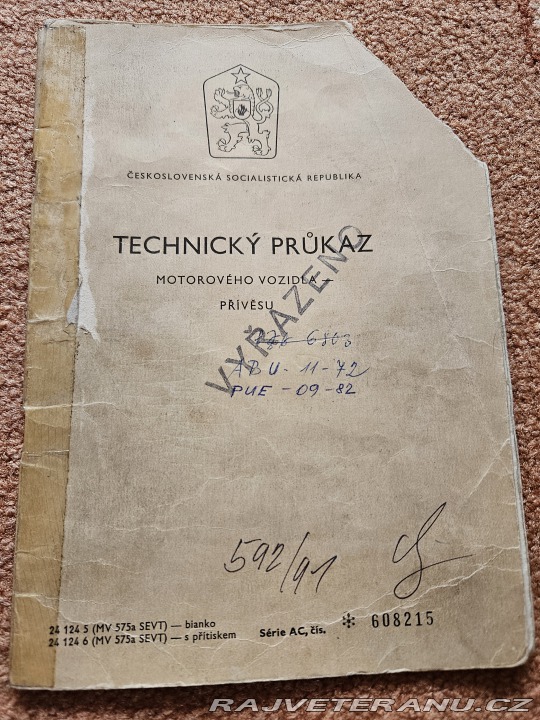 ČESKOSLOVENSKÁ SOCIALISTICKÁ REPUBLIKA
TECHNICKÝ PRŮKAZ
MOTOROVÉHO VOZIDLA —
PŘÍVĚSU
VYŘAZENO
ABU - 11-72
PUE - 09-82
592/91
24 124 5 (MV 575a SEVT) — bianko
24 124 6 (MV 575a SEVT) — s přítiskem
Série AC, čís. ✻ 608215
RAJVETERANU.CZ